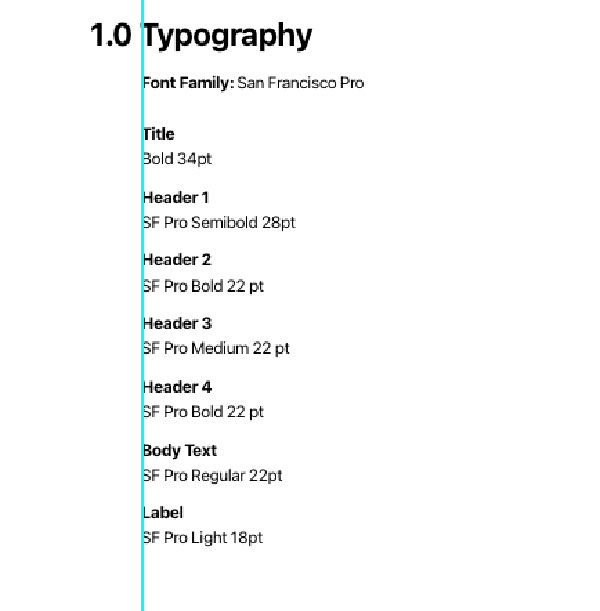 1.0 Typography
Font Family: San Francisco Pro
Title
Bold 34pt
Header 1
SF Pro Semibold 28pt
Header 2
SF Pro Bold 22 pt
Header 3
SF Pro Medium 22 pt
Header 4
SF Pro Bold 22 pt
Body Text
SF Pro Regular 22pt
Label
SF Pro Light 18pt